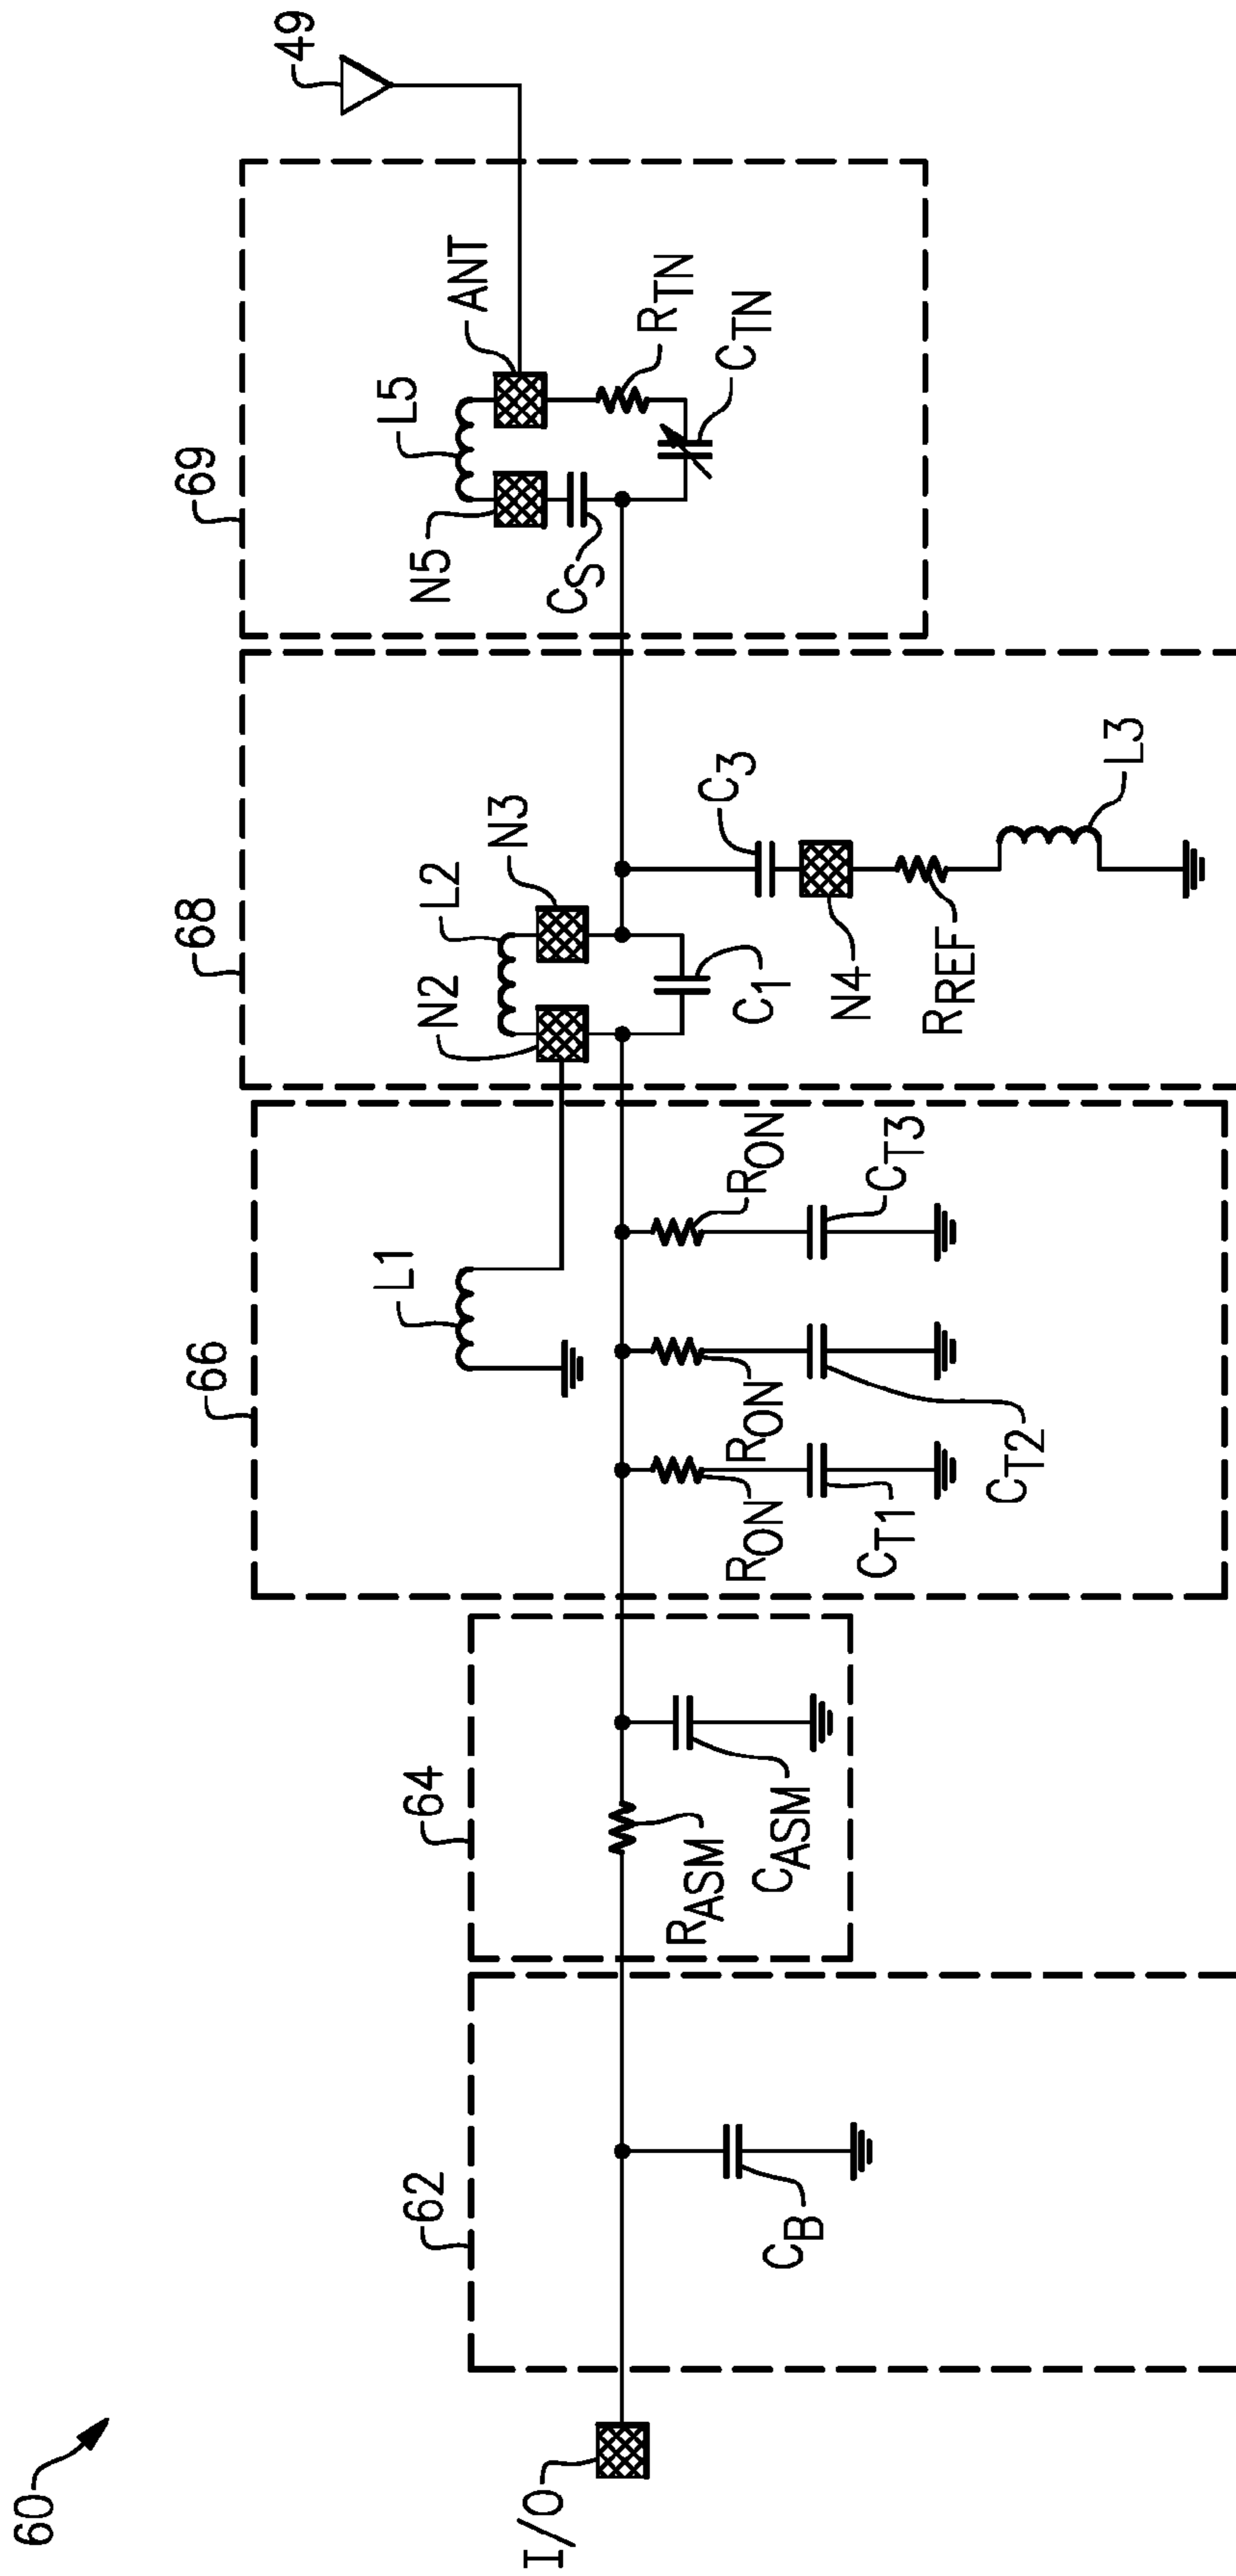 60
I/O
62
C_B
64
R_ASM
C_ASM
66
L1
R_ON
C_T1
R_ON
C_T2
R_ON
C_T3
68
N2
L2
N3
C_1
C_3
N4
R_REF
L3
69
N5
L5
ANT
C_S
R_TN
C_TN
49